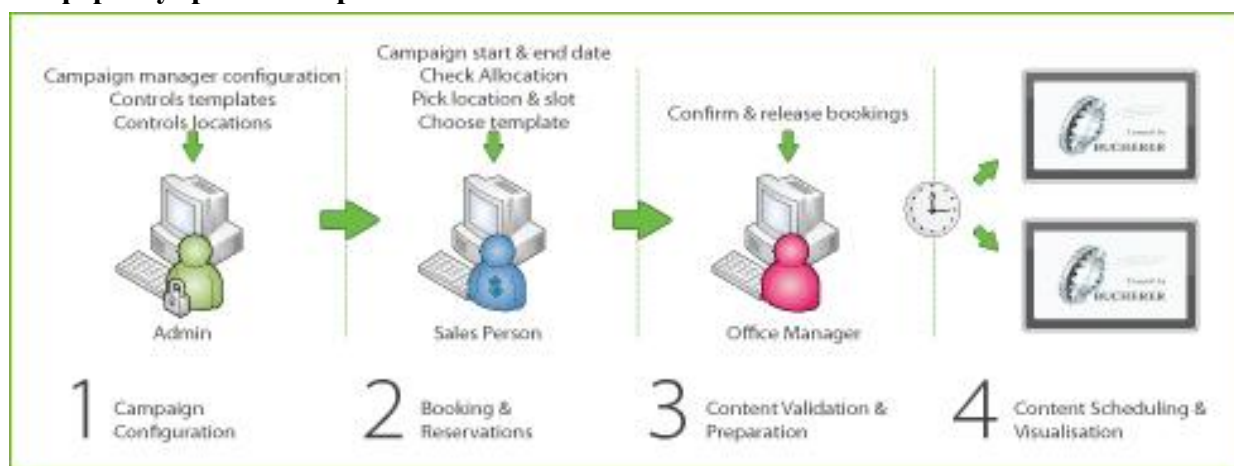 Campaign manager configuration
Controls templates
Controls locations
Campaign start & end date
Check Allocation
Pick location & slot
Choose template
Confirm & release bookings
BUCHERER
BUCHERER
Admin
Sales Person
Office Manager
1 Campaign
Configuration
2 Booking &
Reservations
3 Content Validation &
Preparation
4 Content Scheduling &
Visualisation